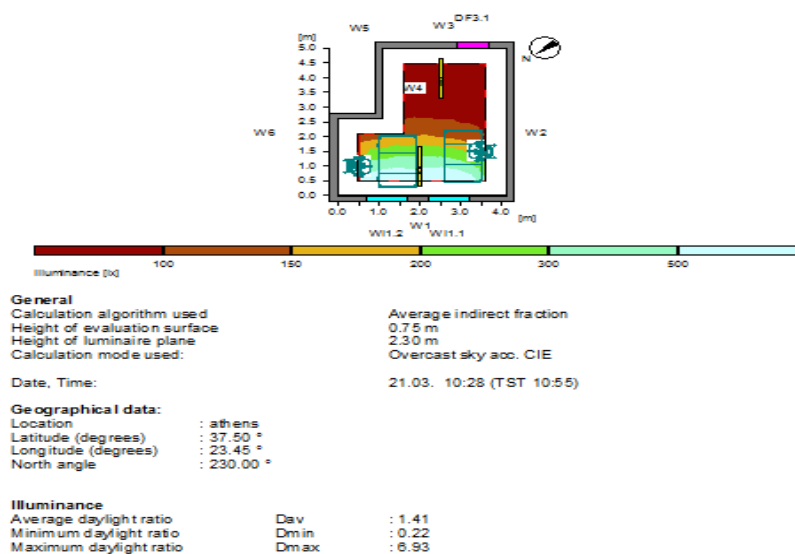 W5
W3
DF3.1
[m]
5.0
4.5
4.0
3.5
3.0
2.5
2.0
1.5
1.0
0.5
0.0
N
W4
W6
W2
0.0 1.0 2.0 3.0 4.0
[m]
W1
WI1.2 WI1.1
100 150 200 300 500
Illuminance [lx]
General
Calculation algorithm used Average indirect fraction
Height of evaluation surface 0.75 m
Height of luminaire plane 2.30 m
Calculation mode used: Overcast sky acc. CIE
Date, Time: 21.03. 10:28 (TST 10:55)
Geographical data:
Location : athens
Latitude (degrees) : 37.50 °
Longitude (degrees) : 23.45 °
North angle : 230.00 °
Illuminance
Average daylight ratio Dav : 1.41
Minimum daylight ratio Dmin : 0.22
Maximum daylight ratio Dmax : 6.93